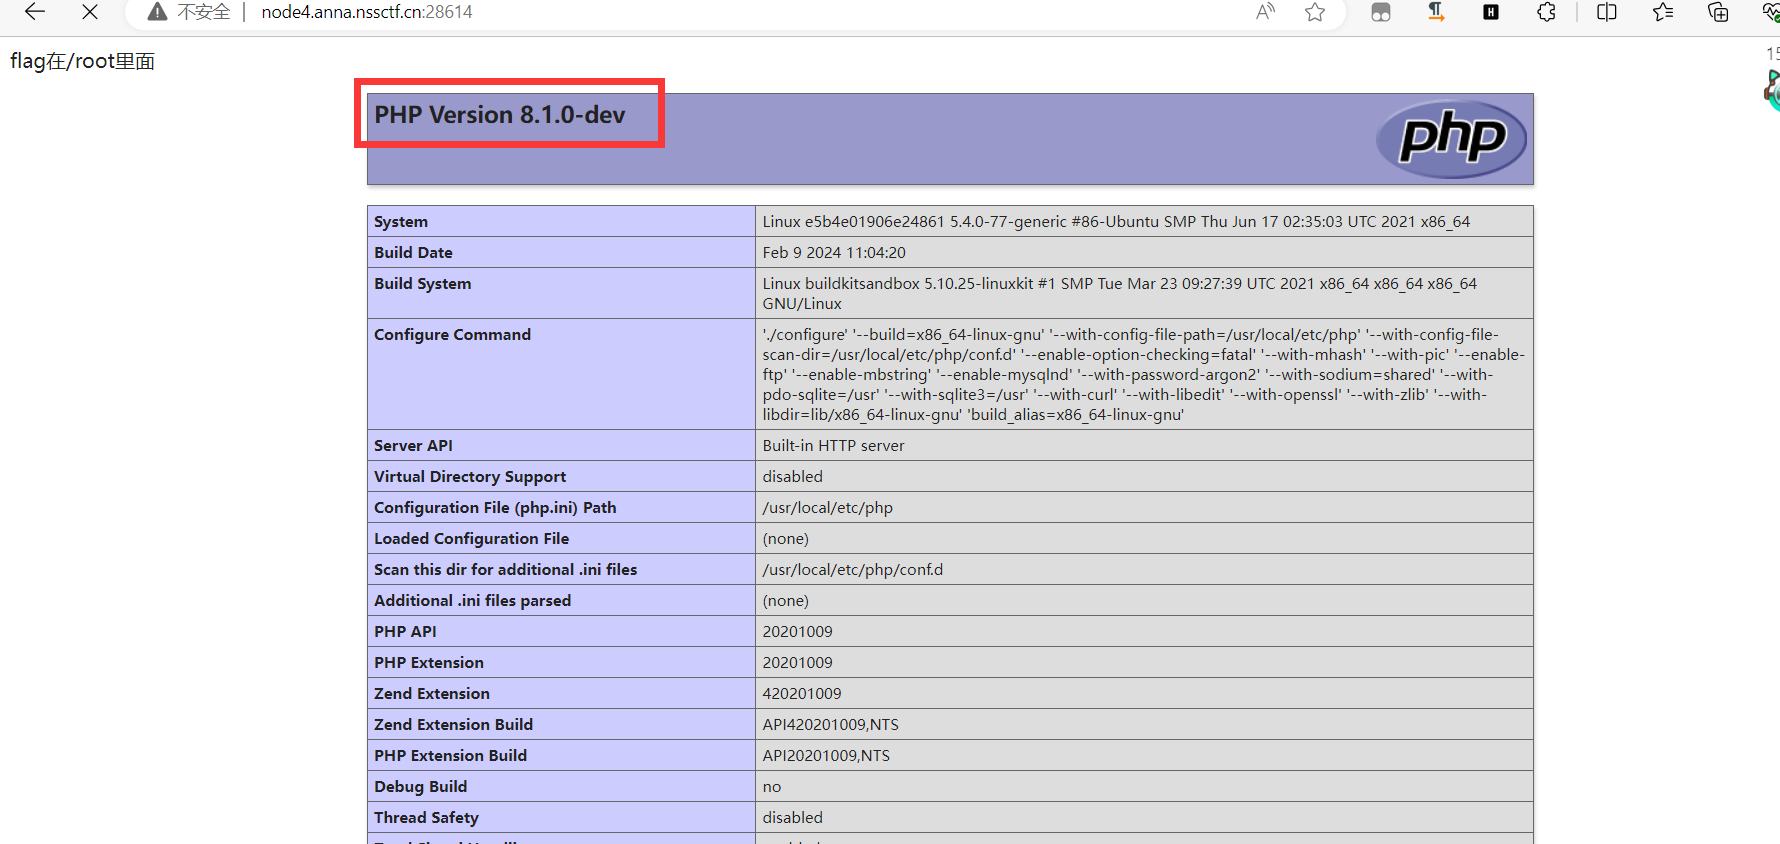 不安全 node4.anna.nssctf.cn:28614
flag在/root里面
15
PHP Version 8.1.0-dev
php
System Linux e5b4e01906e24861 5.4.0-77-generic #86-Ubuntu SMP Thu Jun 17 02:35:03 UTC 2021 x86_64
Build Date Feb 9 2024 11:04:20
Build System Linux buildkitsandbox 5.10.25-linuxkit #1 SMP Tue Mar 23 09:27:39 UTC 2021 x86_64 x86_64 x86_64
GNU/Linux
Configure Command './configure' '--build=x86_64-linux-gnu' '--with-config-file-path=/usr/local/etc/php' '--with-config-file-
scan-dir=/usr/local/etc/php/conf.d' '--enable-option-checking=fatal' '--with-mhash' '--with-pic' '--enable-
ftp' '--enable-mbstring' '--enable-mysqlnd' '--with-password-argon2' '--with-sodium=shared' '--with-
pdo-sqlite=/usr' '--with-sqlite3=/usr' '--with-curl' '--with-libedit' '--with-openssl' '--with-zlib' '--with-
libdir=lib/x86_64-linux-gnu' 'build_alias=x86_64-linux-gnu'
Server API Built-in HTTP server
Virtual Directory Support disabled
Configuration File (php.ini) Path /usr/local/etc/php
Loaded Configuration File (none)
Scan this dir for additional .ini files /usr/local/etc/php/conf.d
Additional .ini files parsed (none)
PHP API 20201009
PHP Extension 20201009
Zend Extension 420201009
Zend Extension Build API420201009,NTS
PHP Extension Build API20201009,NTS
Debug Build no
Thread Safety disabled